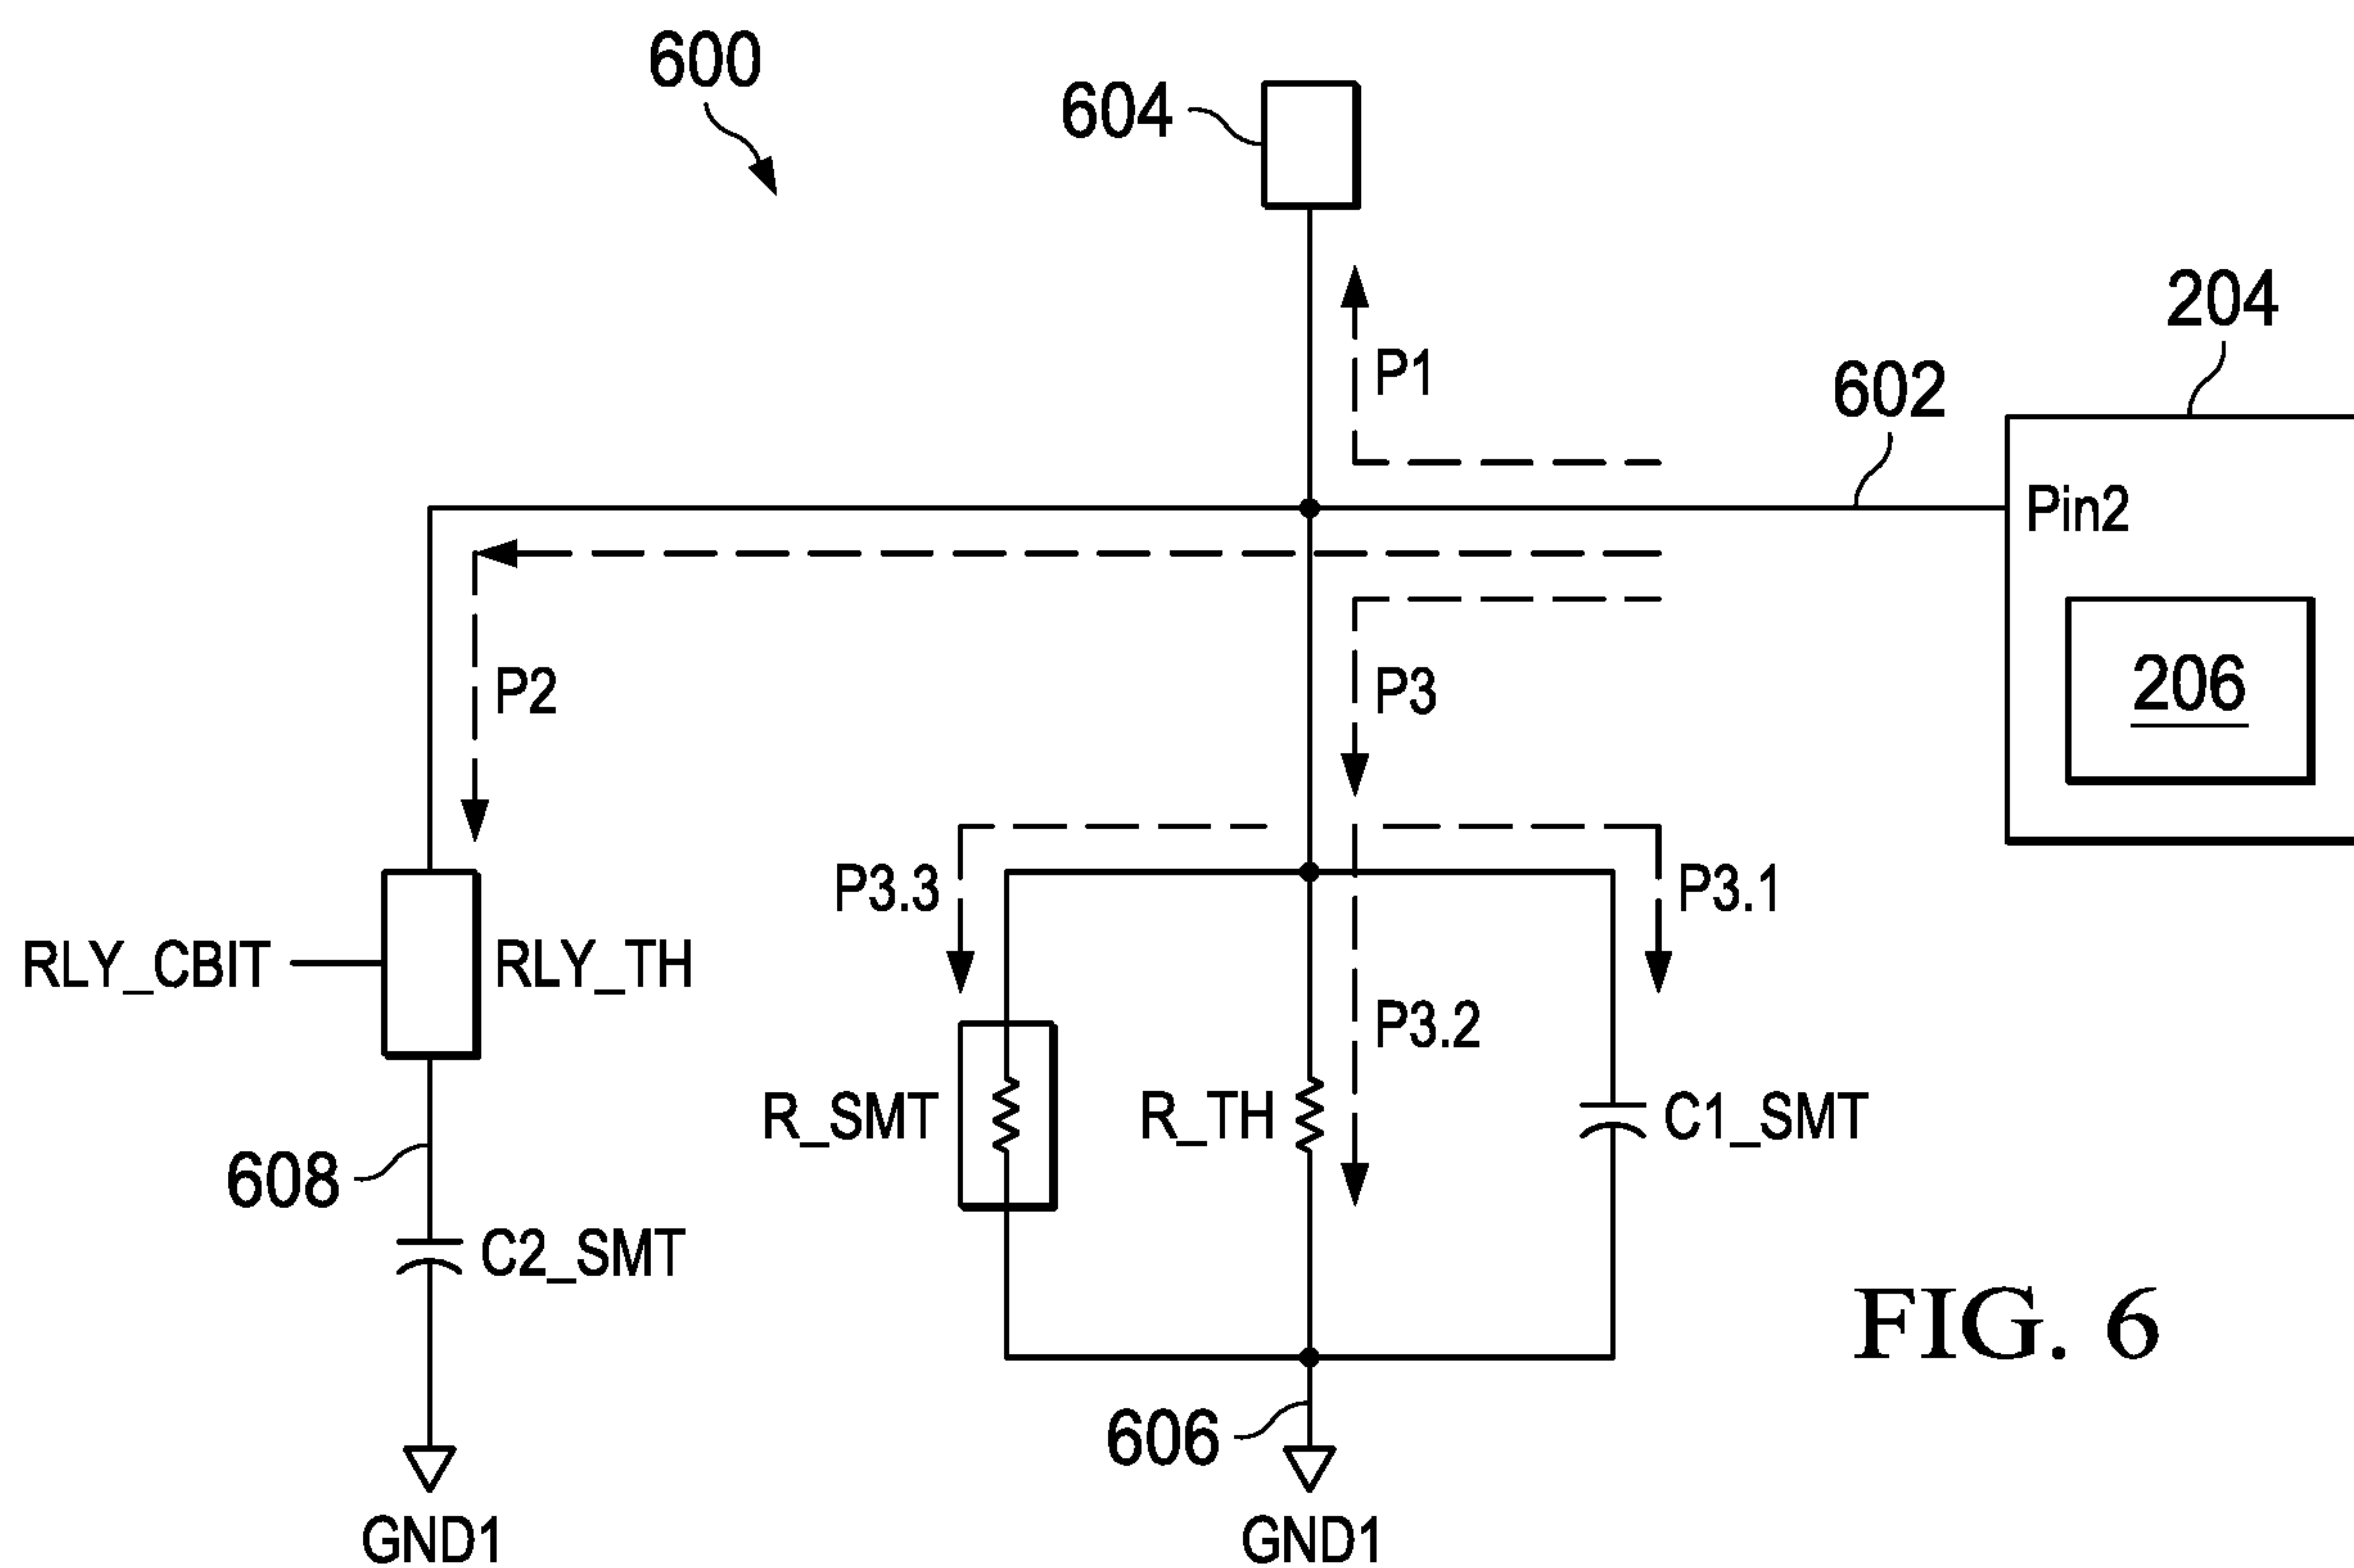 600
604
204
P1
602
Pin2
206
P2
P3
P3.3
P3.1
RLY_CBIT
RLY_TH
P3.2
R_SMT
R_TH
C1_SMT
608
C2_SMT
FIG. 6
606
GND1
GND1